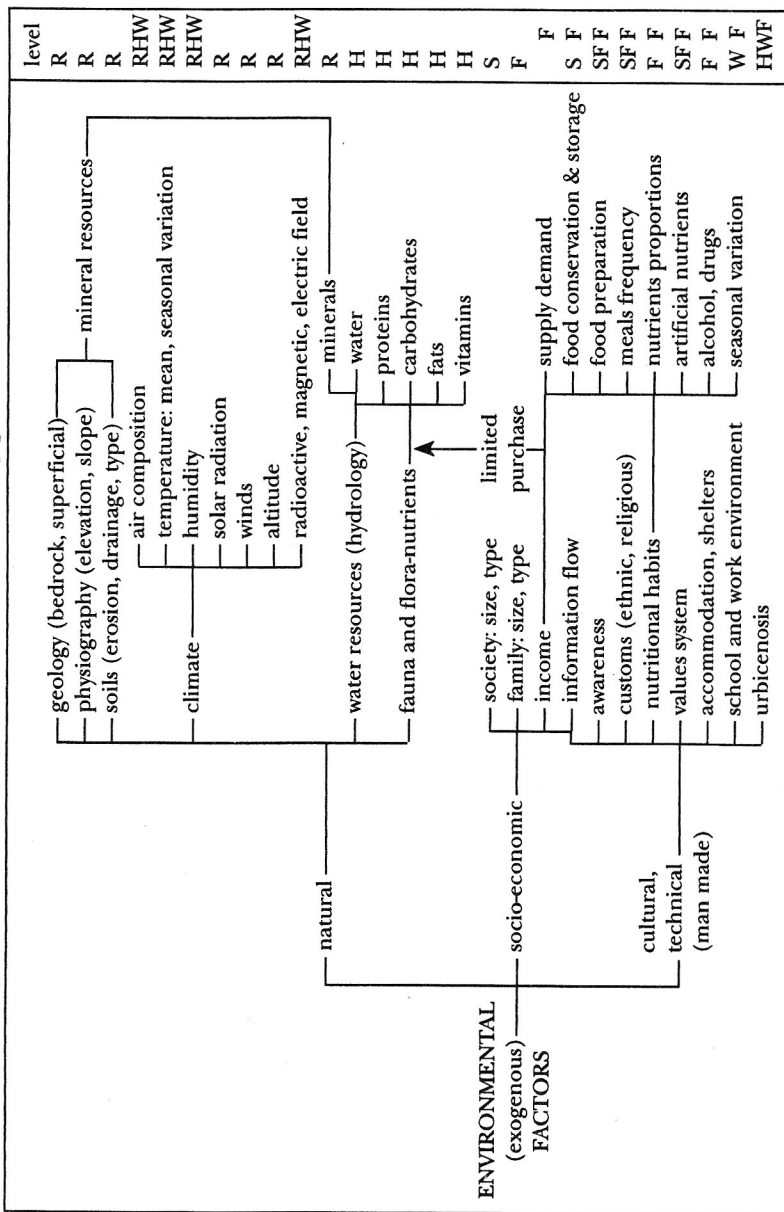 level
geology (bedrock, superficial) R
physiography (elevation, slope) mineral resources R
soils (erosion, drainage, type) R
air composition RHW
temperature: mean, seasonal variation RHW
climate humidity RHW
solar radiation R
winds R
altitude R
radioactive, magnetic, electric field RHW
natural minerals R
water resources (hydrology) water H
proteins H
fauna and flora-nutrients carbohydrates H
fats H
vitamins H
ENVIRONMENTAL society: size, type limited S
(exogenous) socio-economic family: size, type purchase F
FACTORS income supply demand F
information flow food conservation & storage S F
awareness food preparation SF F
customs (ethnic, religious) meals frequency SF F
cultural, nutritional habits nutrients proportions F F
technical values system artificial nutrients SF F
(man made) accommodation, shelters alcohol, drugs F F
school and work environment seasonal variation W F
urbicenosis HWF